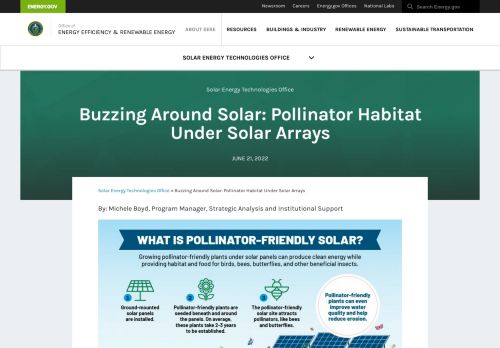 ENERGY.GOV
Newsroom Careers Energy.gov Offices National Labs Search Energy.gov
Office of
ENERGY EFFICIENCY & RENEWABLE ENERGY
ABOUT EERE RESOURCES BUILDINGS & INDUSTRY RENEWABLE ENERGY SUSTAINABLE TRANSPORTATION
SOLAR ENERGY TECHNOLOGIES OFFICE
Solar Energy Technologies Office
Buzzing Around Solar: Pollinator Habitat
Under Solar Arrays
JUNE 21, 2022
Solar Energy Technologies Office » Buzzing Around Solar: Pollinator Habitat Under Solar Arrays
By: Michele Boyd, Program Manager, Strategic Analysis and Institutional Support
WHAT IS POLLINATOR-FRIENDLY SOLAR?
Growing pollinator-friendly plants under solar panels can produce clean energy while
providing habitat and food for birds, bees, butterflies, and other beneficial insects.
1
Ground-mounted
solar panels
are installed.
2
Pollinator-friendly plants are
seeded beneath and around
the panels. On average,
these plants take 2-3 years
to be established.
3
The pollinator-friendly
solar site attracts
pollinators, like bees
and butterflies.
Pollinator-friendly
plants can even
improve water
quality and help
reduce erosion.